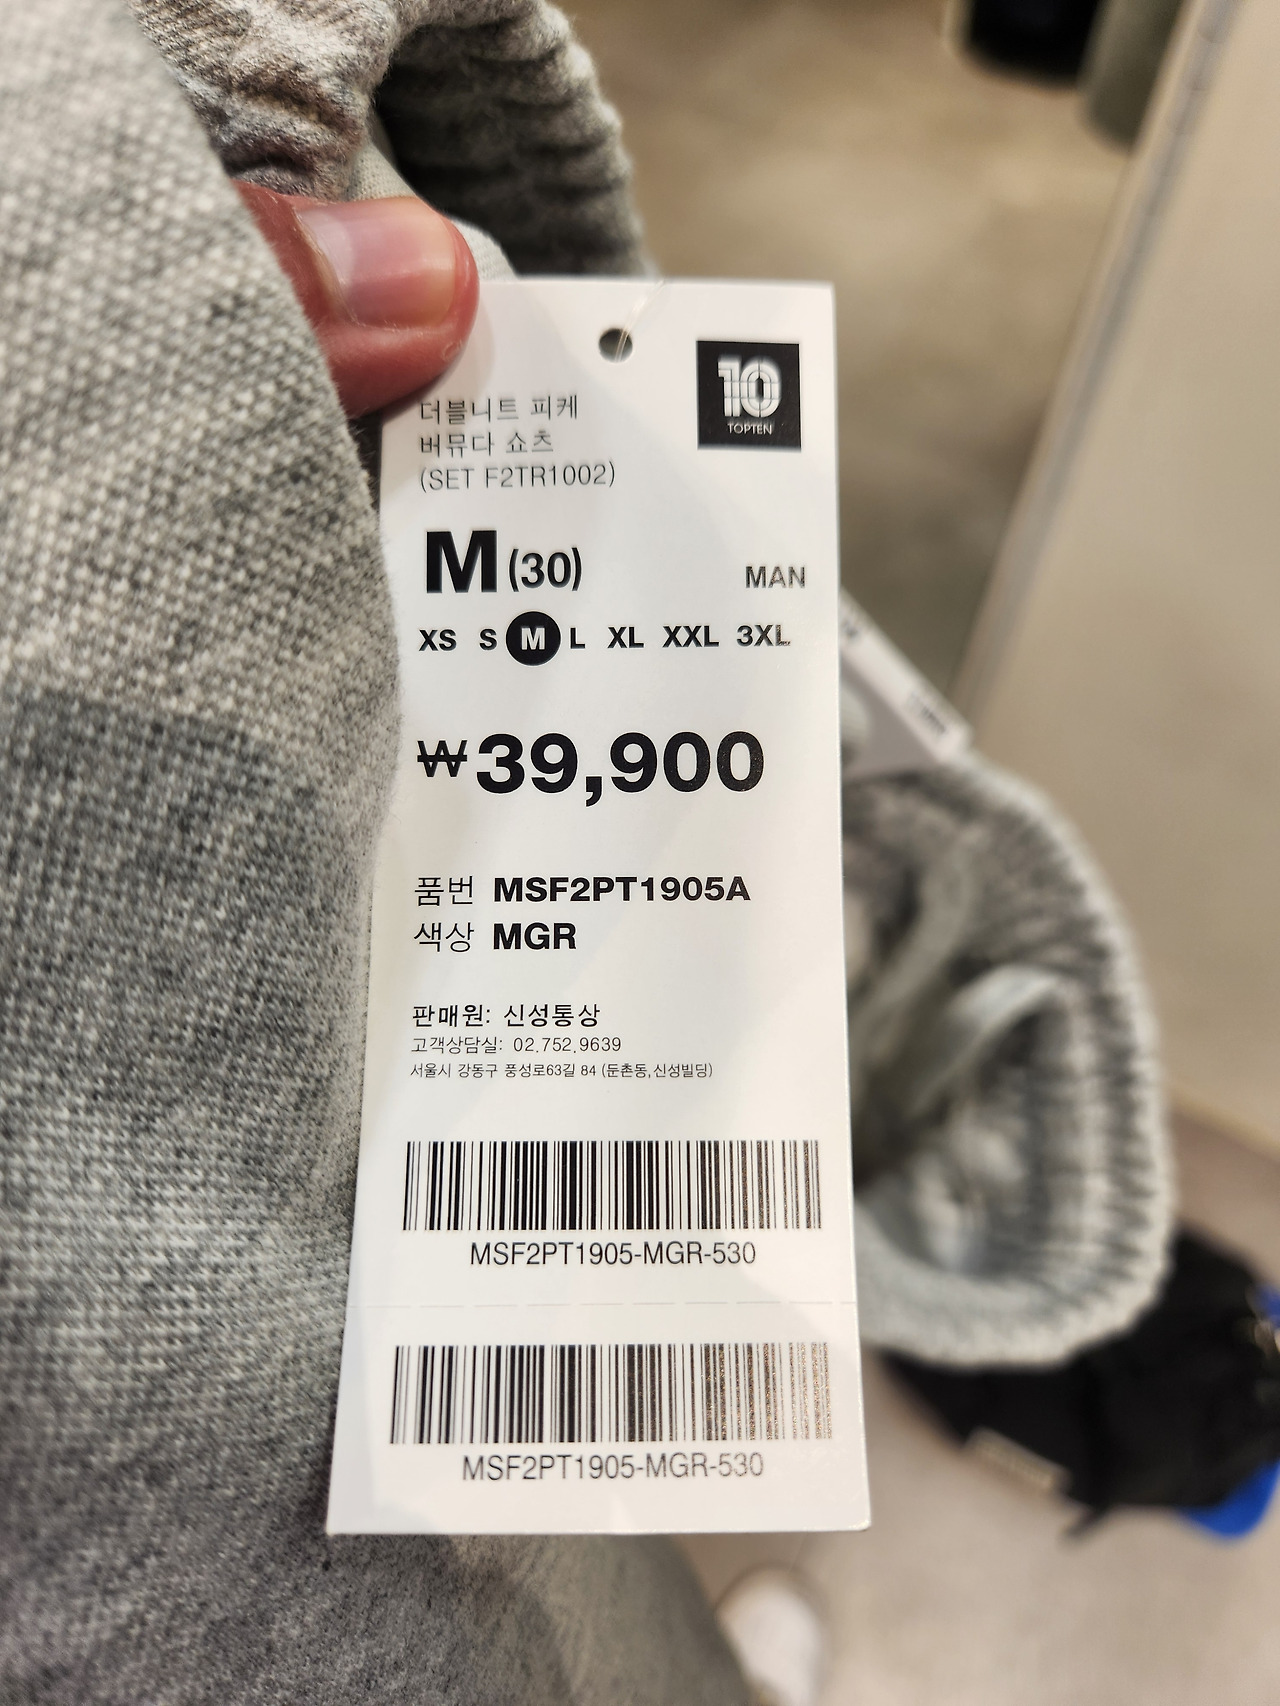 10
TOPTEN
더블니트 피케
버뮤다 쇼츠
(SET F2TR1002)
M (30)
MAN
XS S M L XL XXL 3XL
₩39,900
품번 MSF2PT1905A
색상 MGR
판매원: 신성통상
고객상담실: 02.752.9639
서울시 강동구 풍성로63길 84 (둔촌동,신성빌딩)
MSF2PT1905-MGR-530
MSF2PT1905-MGR-530